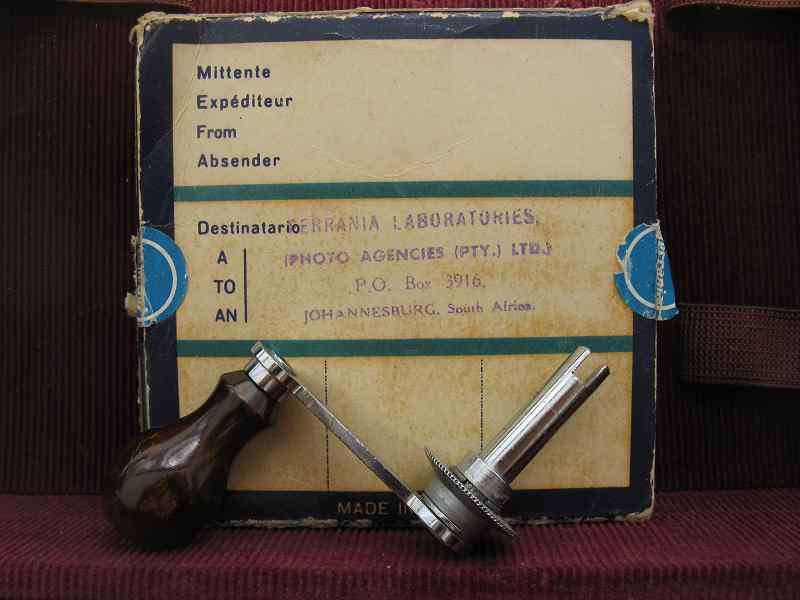 Mittente
Expéditeur
From
Absender
Destinatario
FERRANIA LABORATORIES,
A
(PHOTO AGENCIES (PTY.) LTD.)
TO
P.O. Box 3916,
AN
JOHANNESBURG, South Africa.
MADE